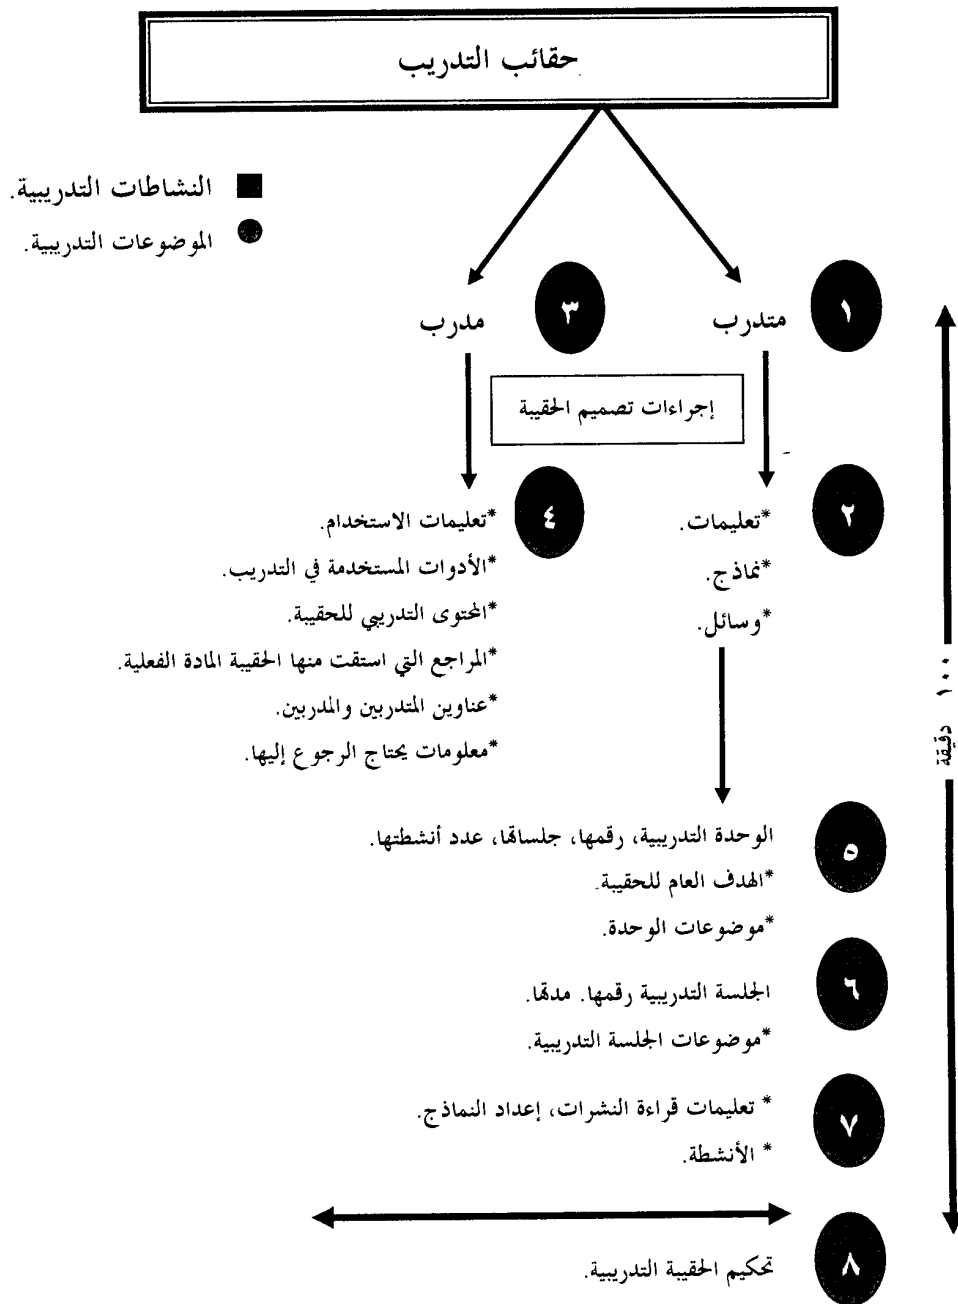 حقائب التدريب
النشاطات التدريبية.
الموضوعات التدريبية.
١
متدرب
٣
مدرب
إجراءات تصميم الحقيبة
٢
*تعليمات.
*نماذج.
*وسائل.
٤
*تعليمات الاستخدام.
*الأدوات المستخدمة في التدريب.
*المحتوى التدريبي للحقيبة.
*المراجع التي استقت منها الحقيبة المادة الفعلية.
*عناوين المتدربين والمدربين.
*معلومات يحتاج الرجوع إليها.
١٠٠ دقيقة
٥
الوحدة التدريبية، رقمها، جلساتها، عدد أنشطتها.
*الهدف العام للحقيبة.
*موضوعات الوحدة.
٦
الجلسة التدريبية رقمها. مدتها.
*موضوعات الجلسة التدريبية.
٧
* تعليمات قراءة النشرات، إعداد النماذج.
* الأنشطة.
٨
تحكيم الحقيبة التدريبية.